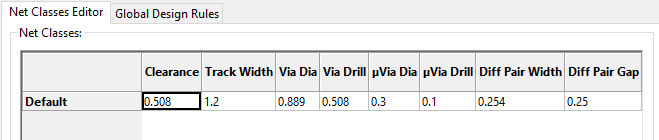 Net Classes Editor Global Design Rules
Net Classes:
Clearance Track Width Via Dia Via Drill µVia Dia µVia Drill Diff Pair Width Diff Pair Gap
Default 0.508 1.2 0.889 0.508 0.3 0.1 0.254 0.25